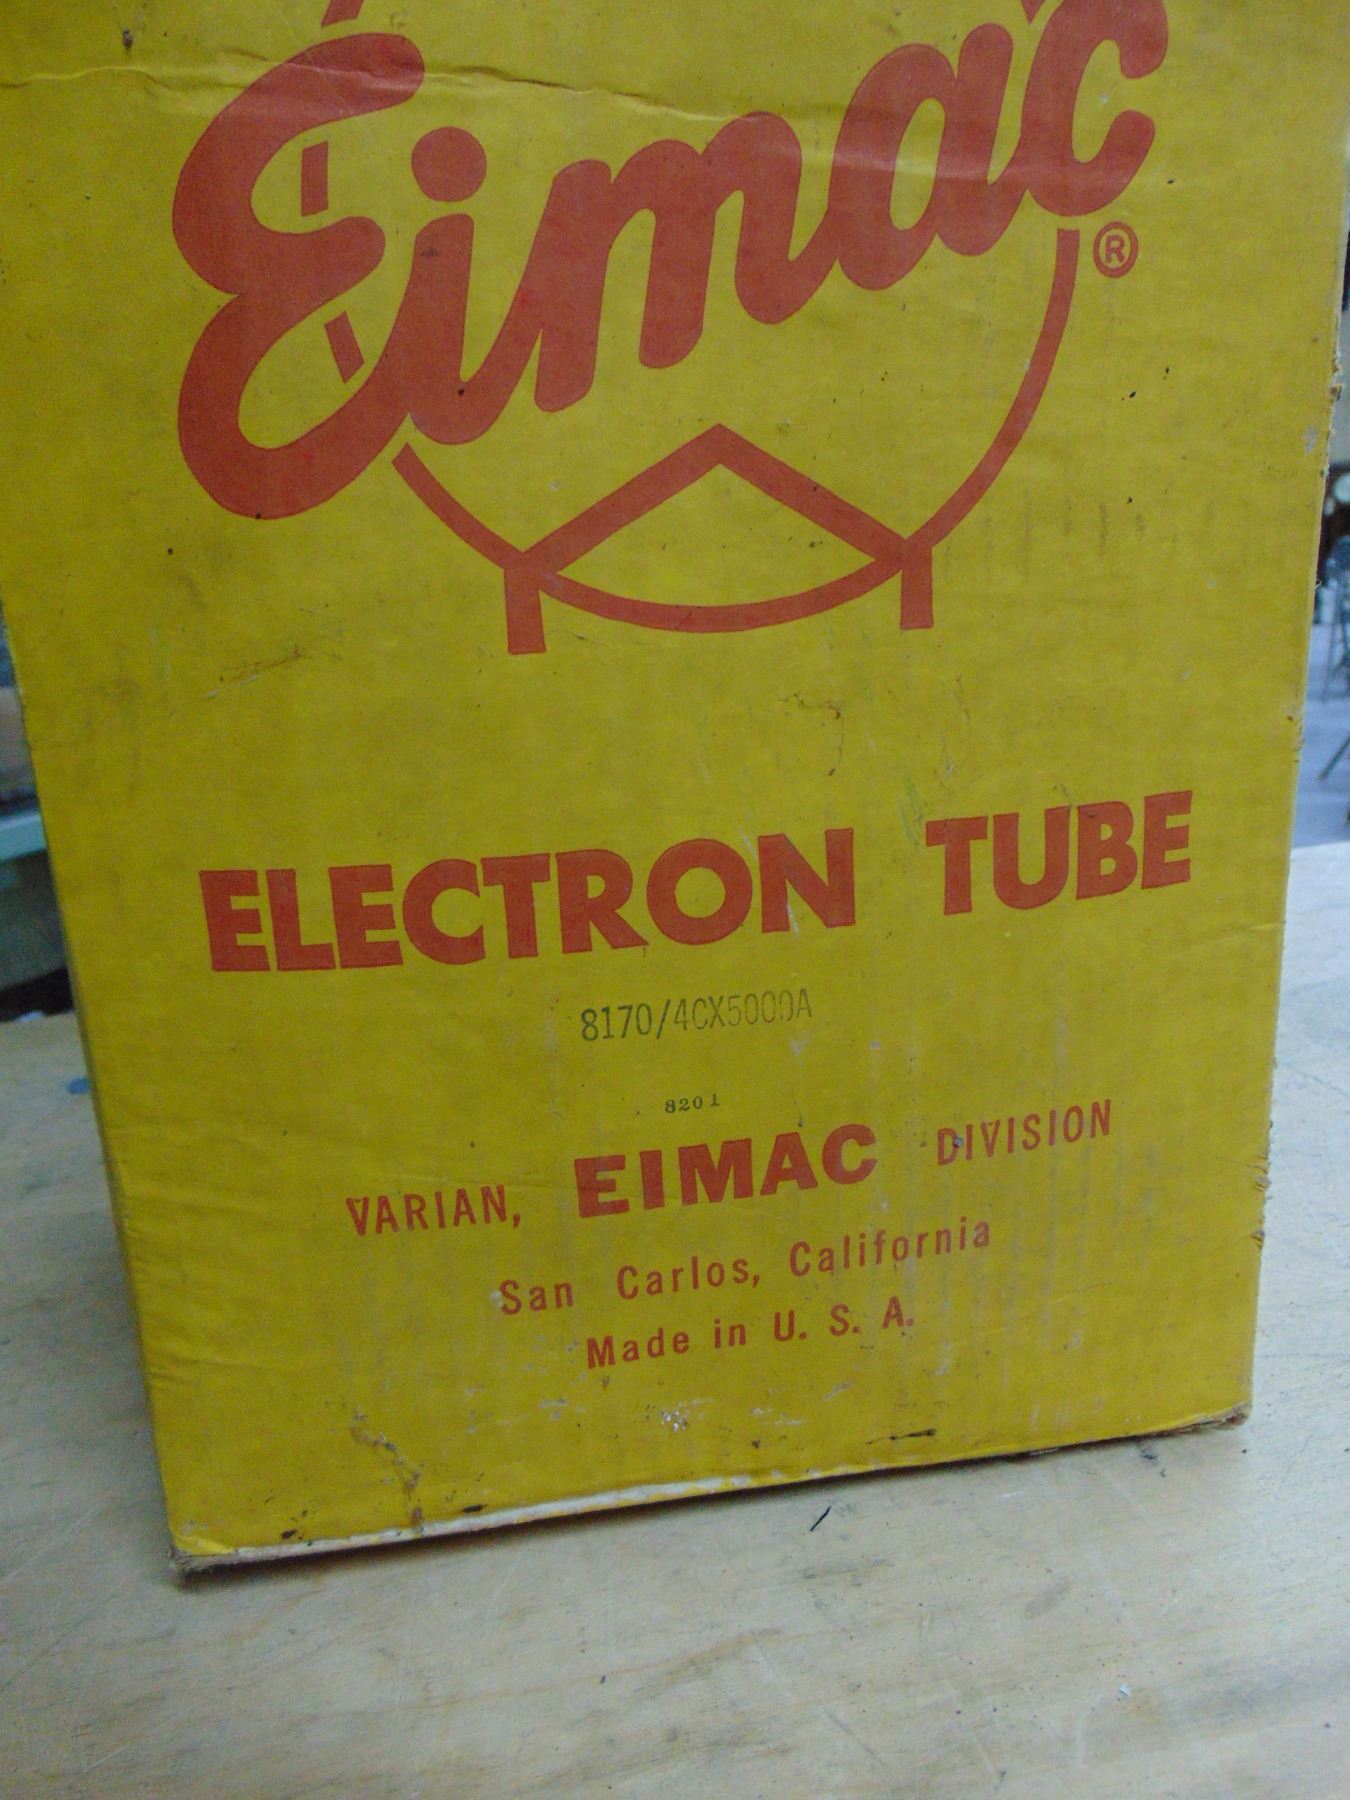 Eimac®
ELECTRON TUBE
8170/4CX5000A
8201
VARIAN, EIMAC DIVISION
San Carlos, California
Made in U. S. A.